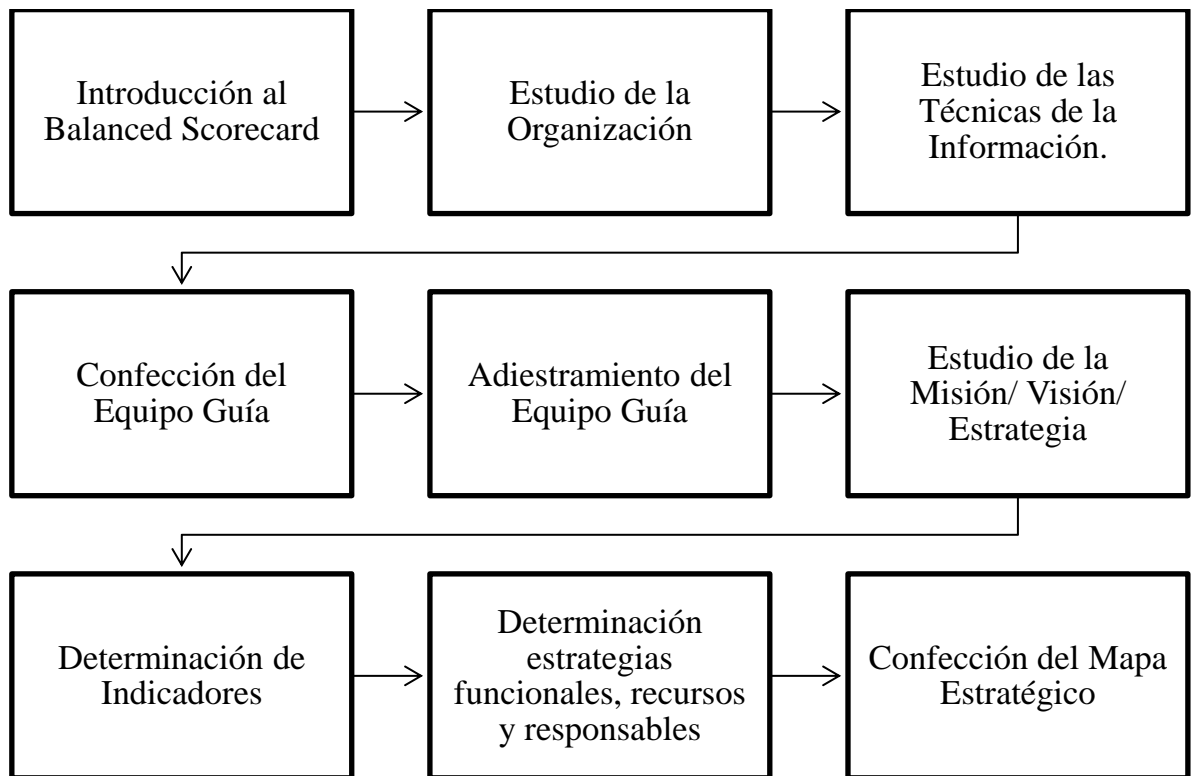 Introducción al
Balanced Scorecard
Estudio de la
Organización
Estudio de las
Técnicas de la
Información.
Confección del
Equipo Guía
Adiestramiento del
Equipo Guía
Estudio de la
Misión/ Visión/
Estrategia
Determinación de
Indicadores
Determinación
estrategias
funcionales, recursos
y responsables
Confección del Mapa
Estratégico